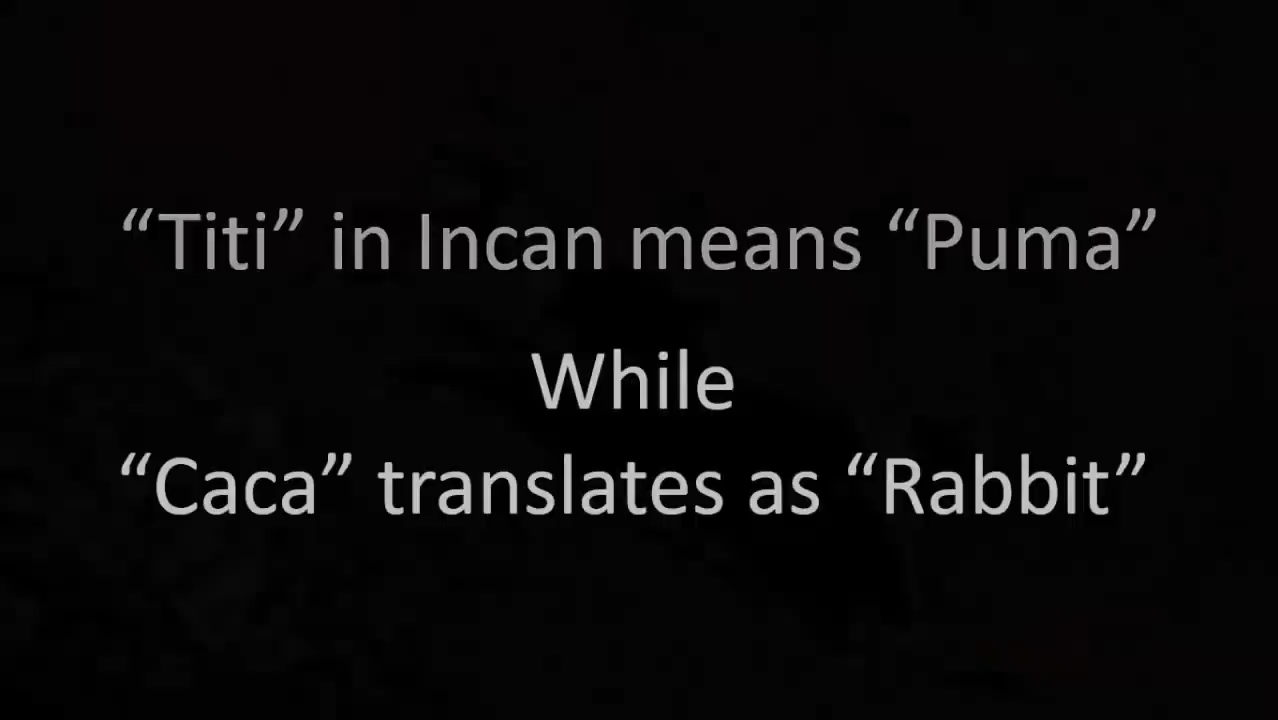 “Titi” in Incan means “Puma”
While
“Caca” translates as “Rabbit”